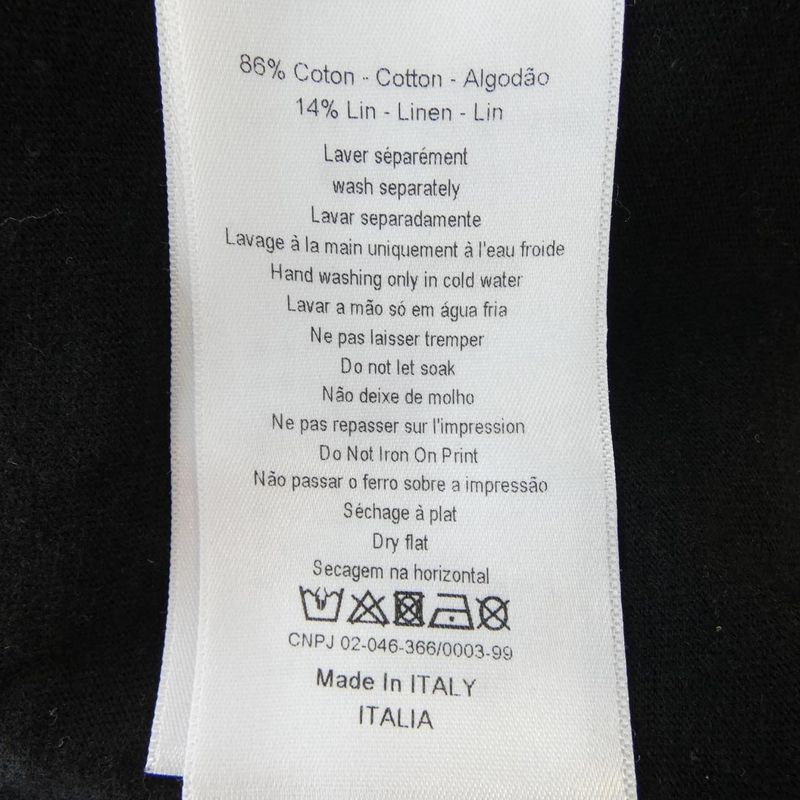 86% Coton - Cotton - Algodão
14% Lin - Linen - Lin
Laver séparément
wash separately
Lavar separadamente
Lavage à la main uniquement à l'eau froide
Hand washing only in cold water
Lavar a mão só em água fria
Ne pas laisser tremper
Do not let soak
Não deixe de molho
Ne pas repasser sur l'impression
Do Not Iron On Print
Não passar o ferro sobre a impressão
Séchage à plat
Dry flat
Secagem na horizontal
CNPJ 02-046-366/0003-99
Made In ITALY
ITALIA